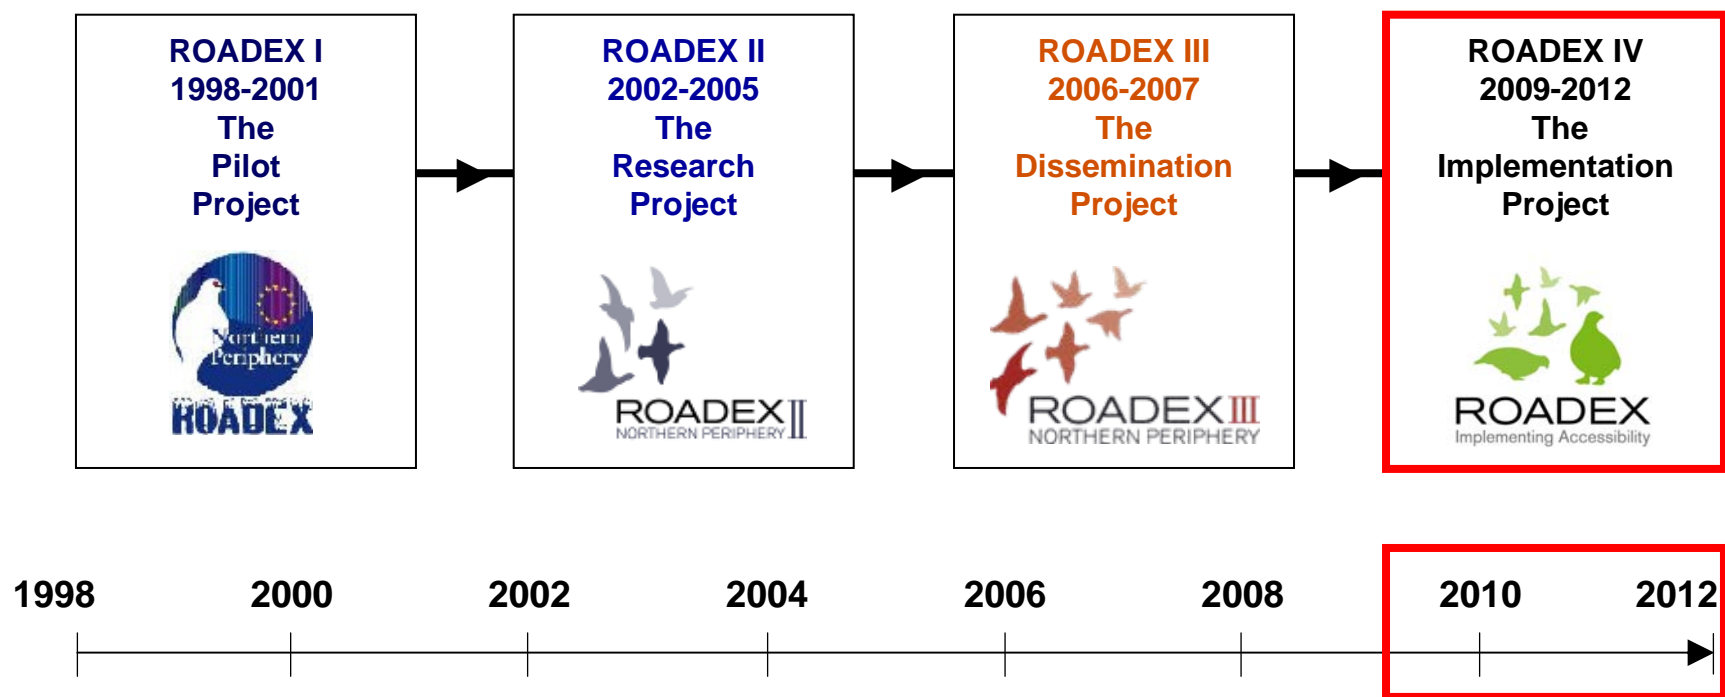 ROADEX I
1998-2001
The
Pilot
Project
Northern
Periphery
ROADEX
ROADEX II
2002-2005
The
Research
Project
ROADEX II
NORTHERN PERIPHERY
ROADEX III
2006-2007
The
Dissemination
Project
ROADEX III
NORTHERN PERIPHERY
ROADEX IV
2009-2012
The
Implementation
Project
ROADEX
Implementing Accessibility
1998 2000 2002 2004 2006 2008 2010 2012